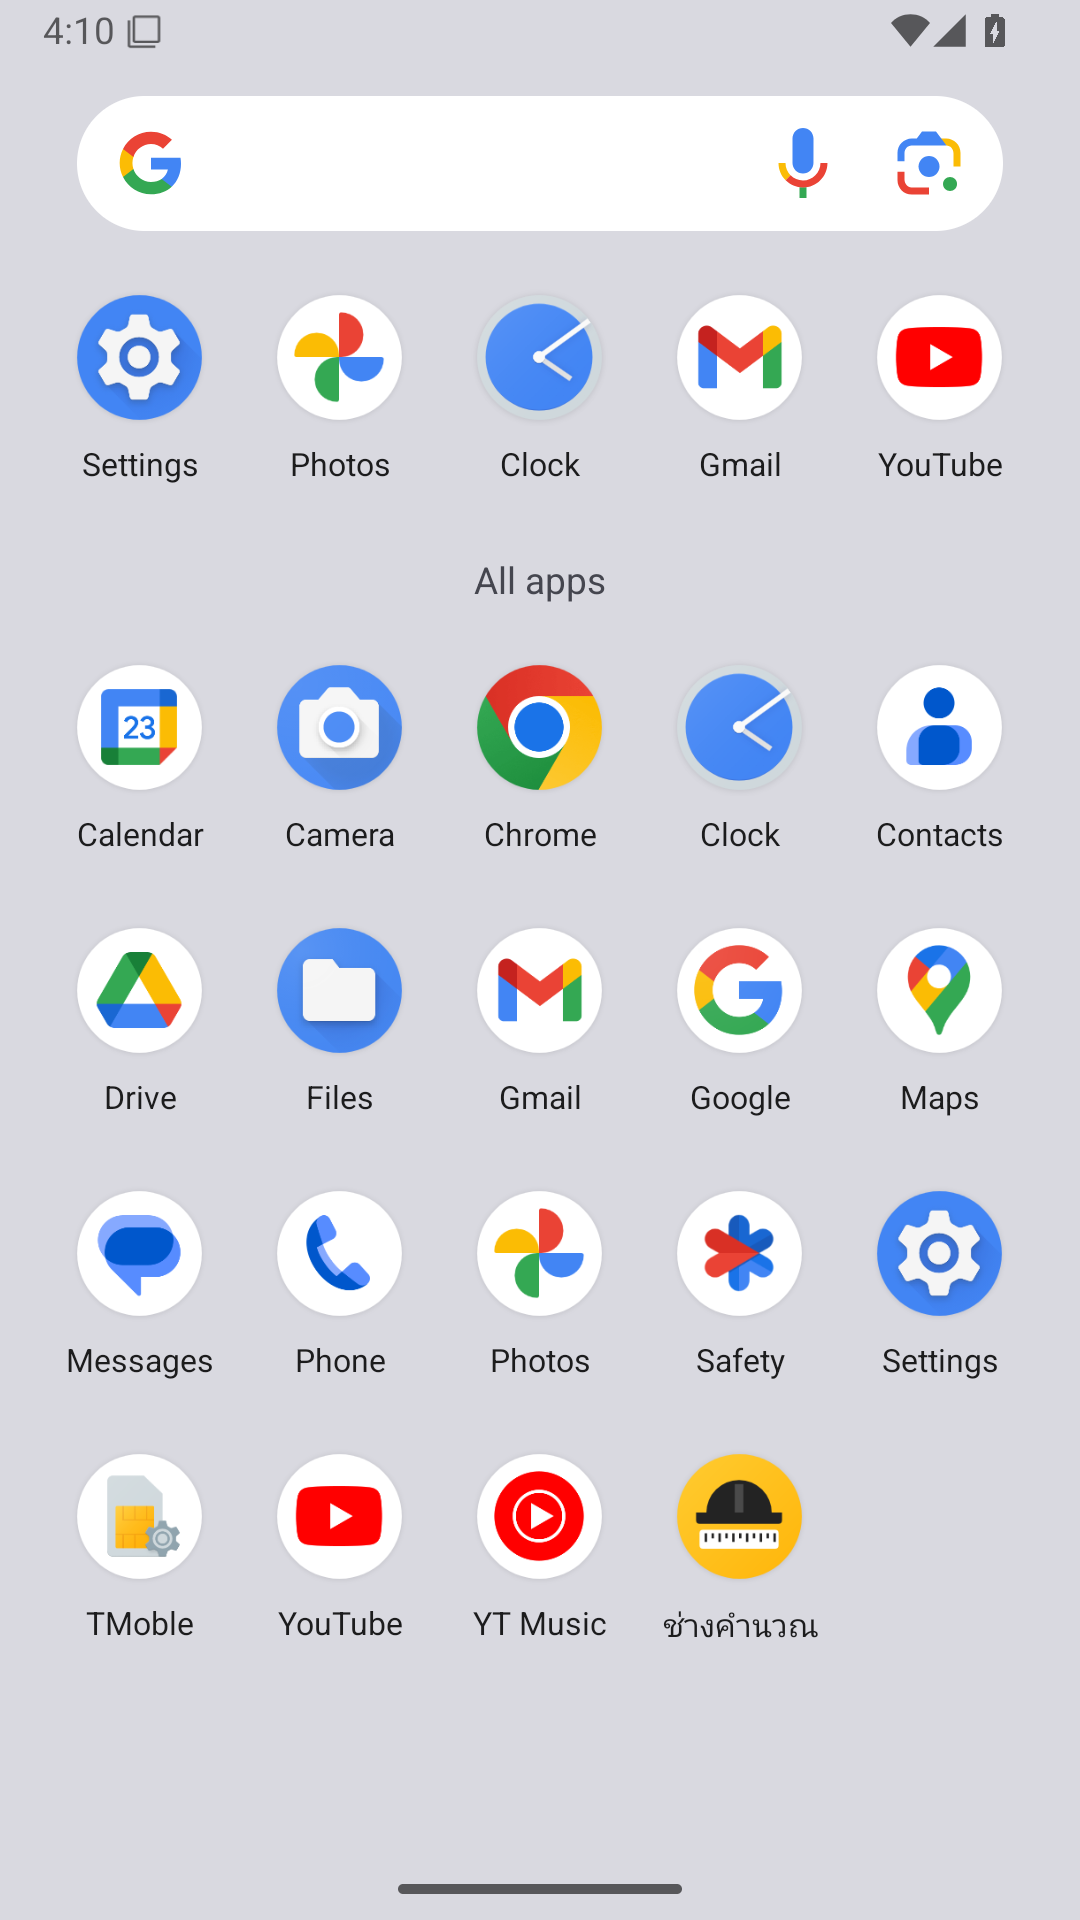 4:10
Settings Photos Clock Gmail YouTube
All apps
23
Calendar Camera Chrome Clock Contacts
Drive Files Gmail Google Maps
Messages Phone Photos Safety Settings
TMoble YouTube YT Music ช่างคำนวณ